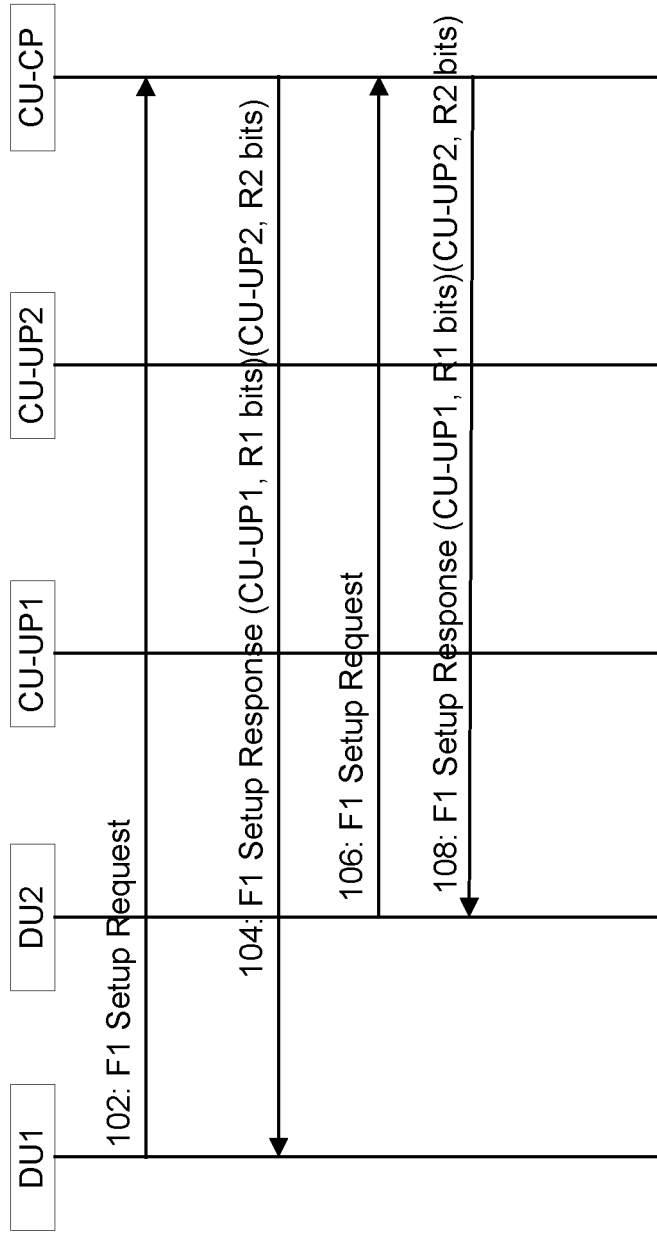 DU1
DU2
CU-UP1
CU-UP2
CU-CP
102: F1 Setup Request
104: F1 Setup Response (CU-UP1, R1 bits)(CU-UP2, R2 bits)
106: F1 Setup Request
108: F1 Setup Response (CU-UP1, R1 bits)(CU-UP2, R2 bits)